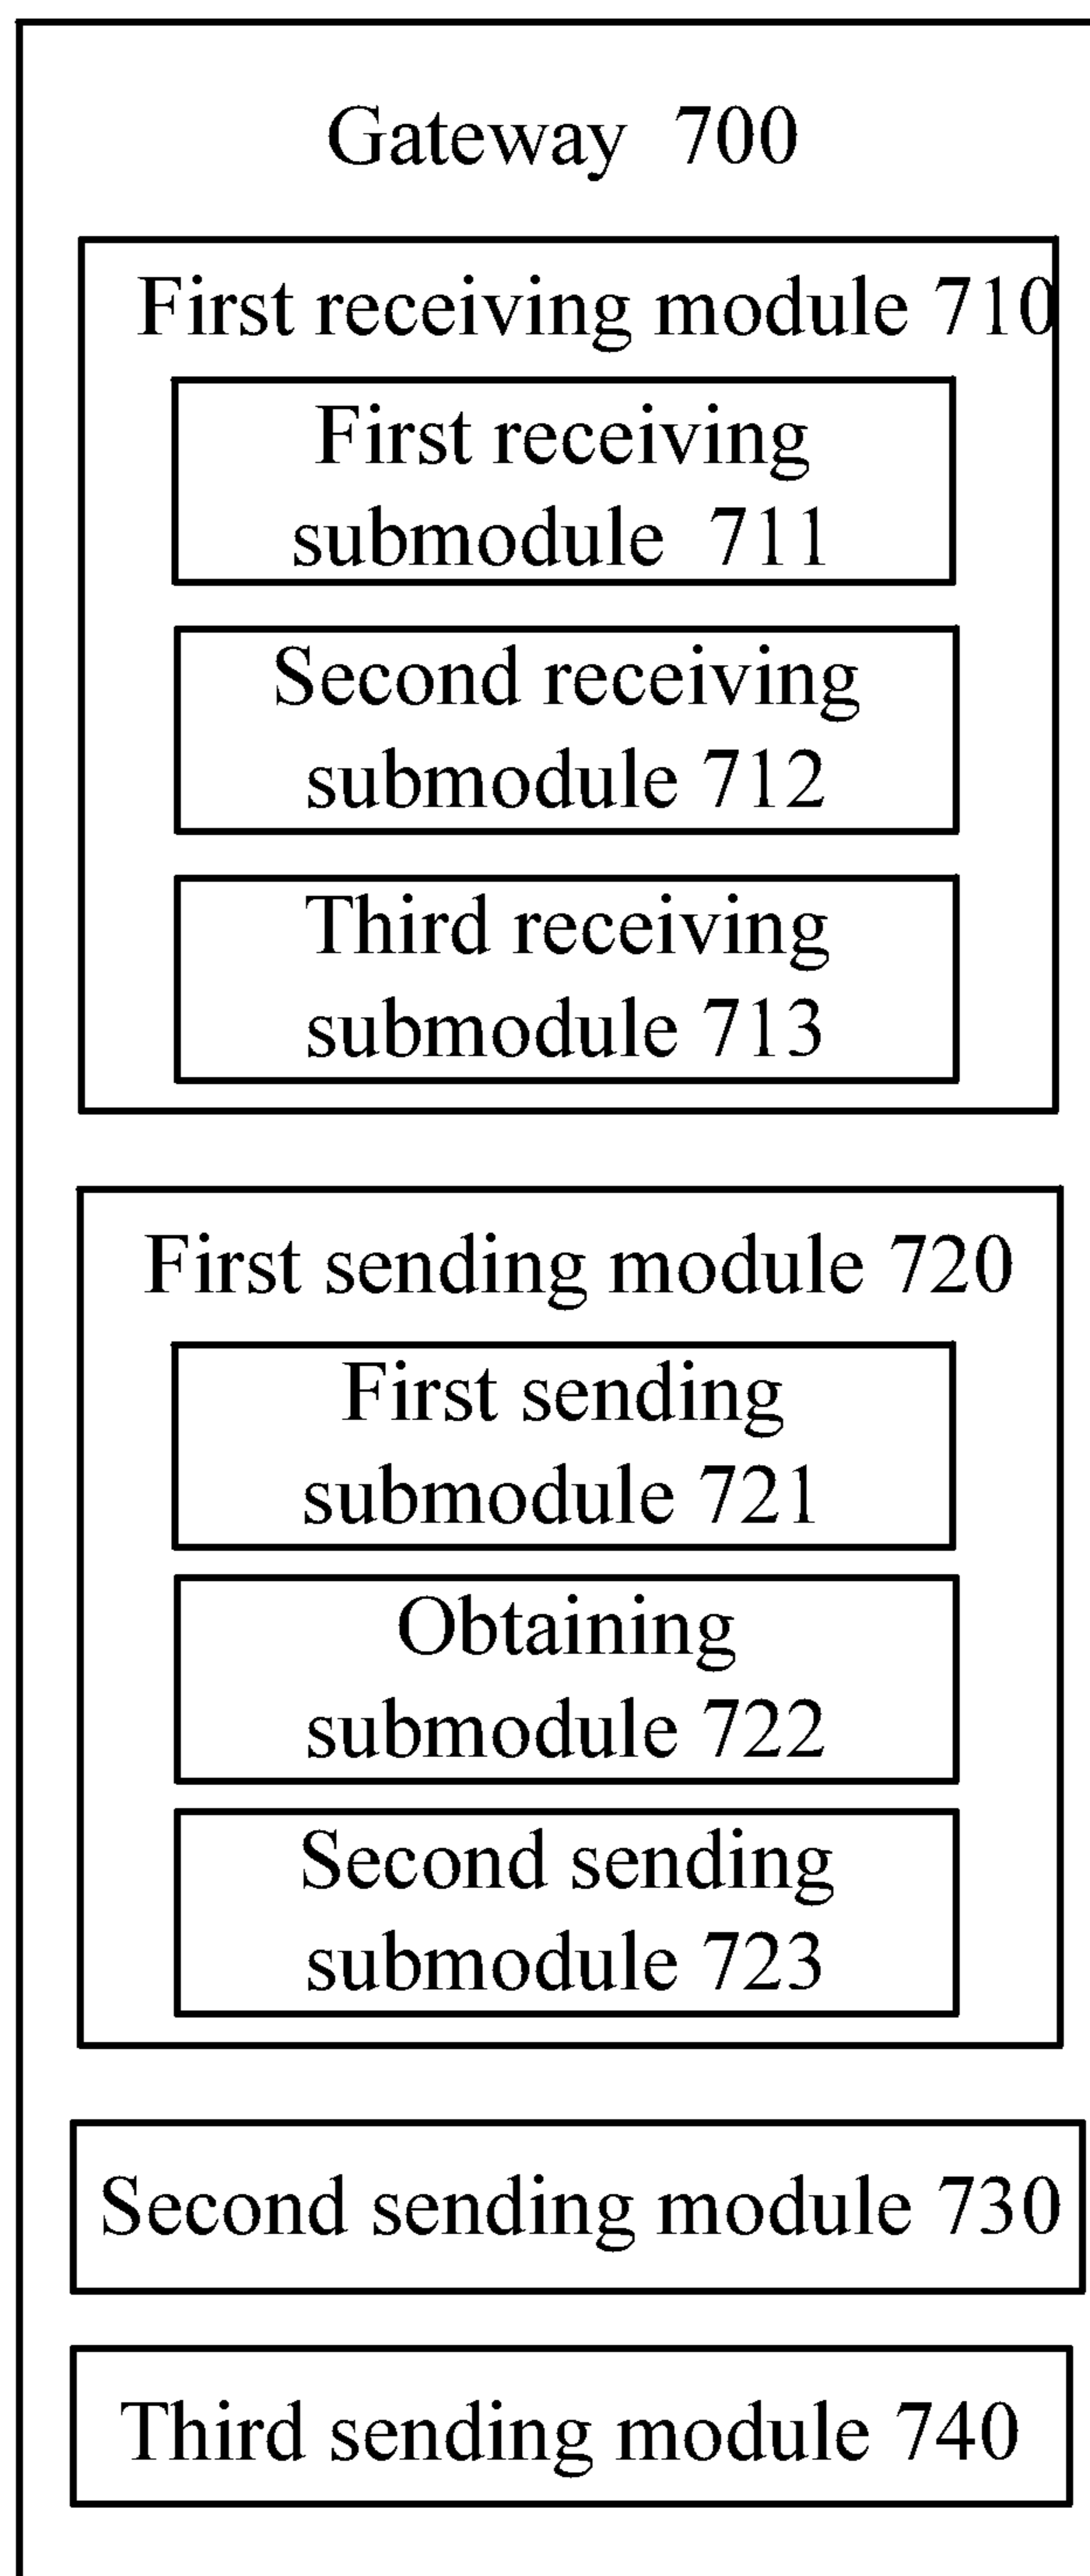 Gateway 700
First receiving module 710
First receiving
submodule 711
Second receiving
submodule 712
Third receiving
submodule 713
First sending module 720
First sending
submodule 721
Obtaining
submodule 722
Second sending
submodule 723
Second sending module 730
Third sending module 740